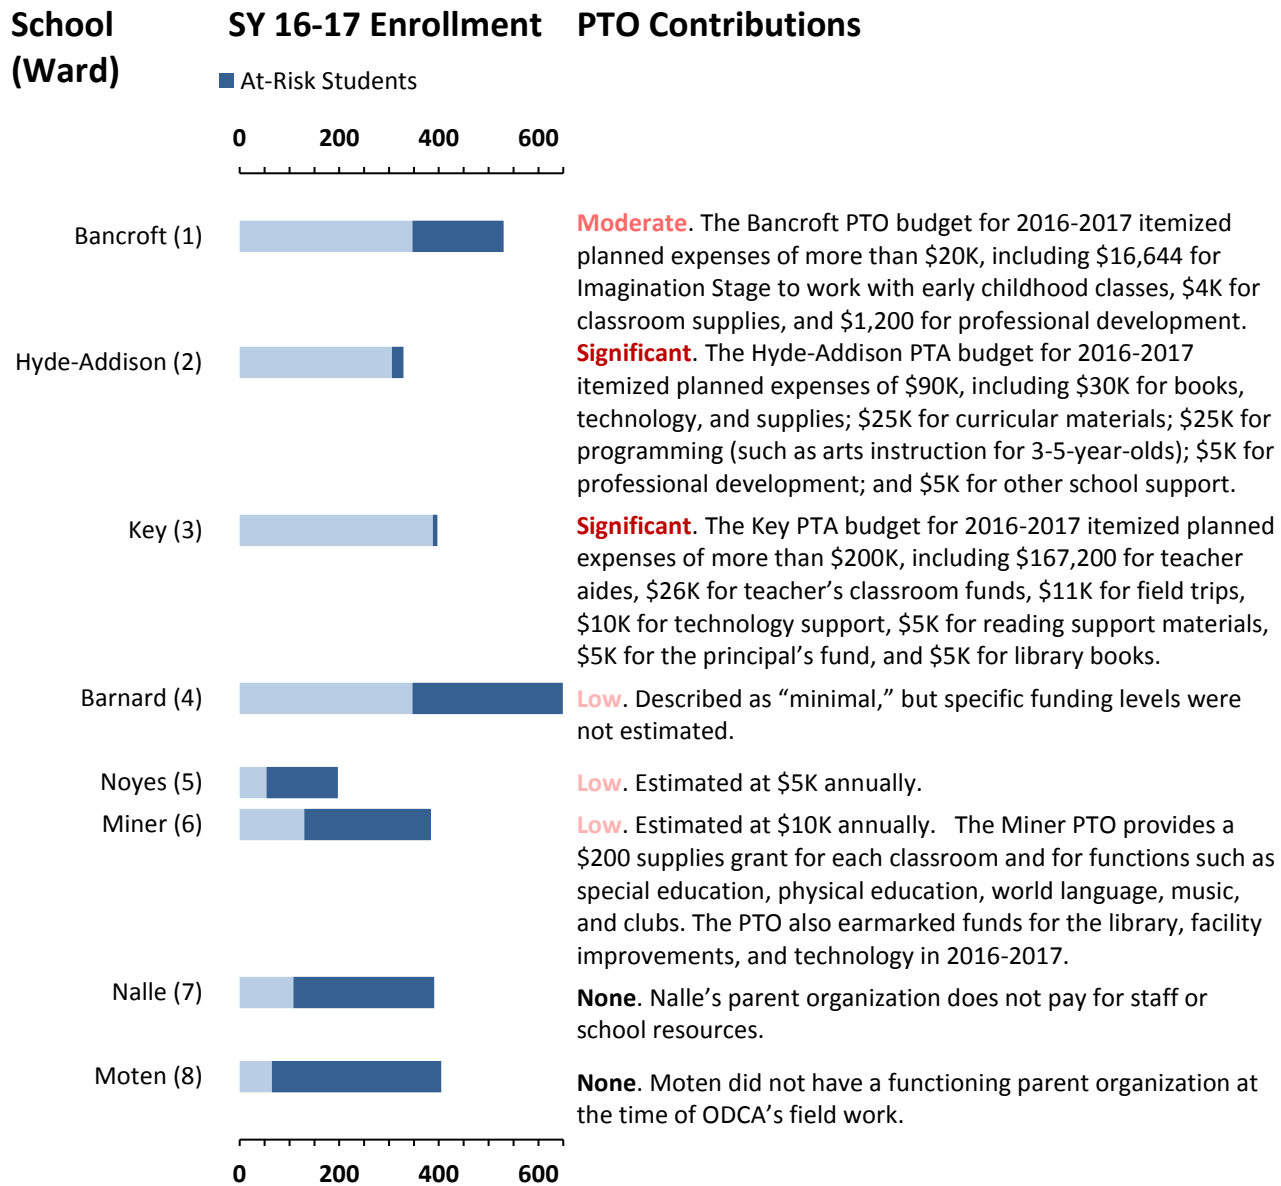 School (Ward)
SY 16-17 Enrollment
PTO Contributions
At-Risk Students
0 200 400 600
Bancroft (1)
Moderate. The Bancroft PTO budget for 2016-2017 itemized
planned expenses of more than $20K, including $16,644 for
Imagination Stage to work with early childhood classes, $4K for
classroom supplies, and $1,200 for professional development.
Hyde-Addison (2)
Significant. The Hyde-Addison PTA budget for 2016-2017
itemized planned expenses of $90K, including $30K for books,
technology, and supplies; $25K for curricular materials; $25K for
programming (such as arts instruction for 3-5-year-olds); $5K for
professional development; and $5K for other school support.
Key (3)
Significant. The Key PTA budget for 2016-2017 itemized planned
expenses of more than $200K, including $167,200 for teacher
aides, $26K for teacher’s classroom funds, $11K for field trips,
$10K for technology support, $5K for reading support materials,
$5K for the principal’s fund, and $5K for library books.
Barnard (4)
Low. Described as “minimal,” but specific funding levels were
not estimated.
Noyes (5)
Low. Estimated at $5K annually.
Miner (6)
Low. Estimated at $10K annually.   The Miner PTO provides a
$200 supplies grant for each classroom and for functions such as
special education, physical education, world language, music,
and clubs. The PTO also earmarked funds for the library, facility
improvements, and technology in 2016-2017.
Nalle (7)
None. Nalle’s parent organization does not pay for staff or
school resources.
Moten (8)
None. Moten did not have a functioning parent organization at
the time of ODCA’s field work.
0 200 400 600